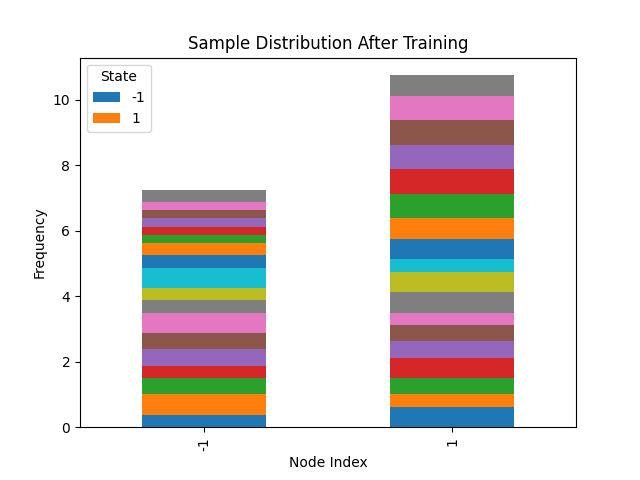 Sample Distribution After Training
State
-1
1
Frequency
10
8
6
4
2
0
-1
1
Node Index